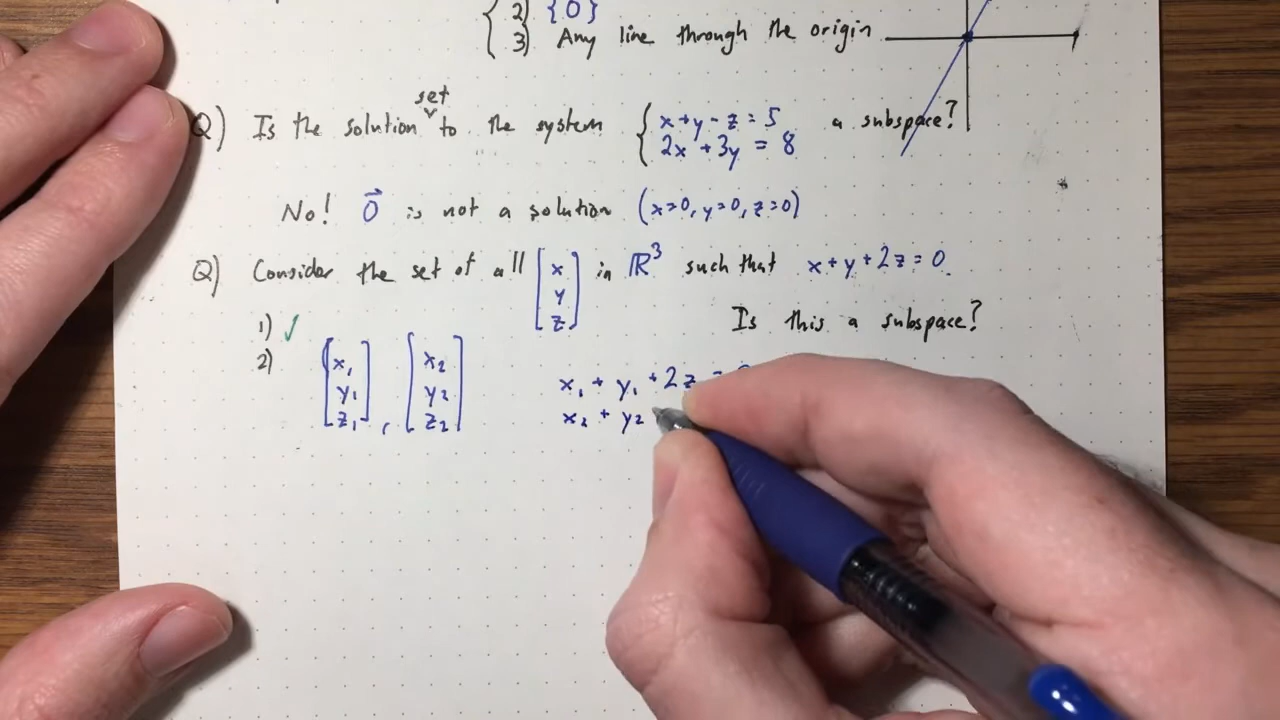 2) {0}
3) Any line through the origin
set
Q) Is the solution to the system { x+y-z=5 a subspace?
2x+3y = 8
No! 0⃗ is not a solution (x=0, y=0, z=0)
Q) Consider the set of all [x y z] in ℝ³ such that x+y+2z=0.
Is this a subspace?
1) ✓
2) [x₁ y₁ z₁], [x₂ y₂ z₂]
x₁ + y₁ + 2z
x₂ + y₂